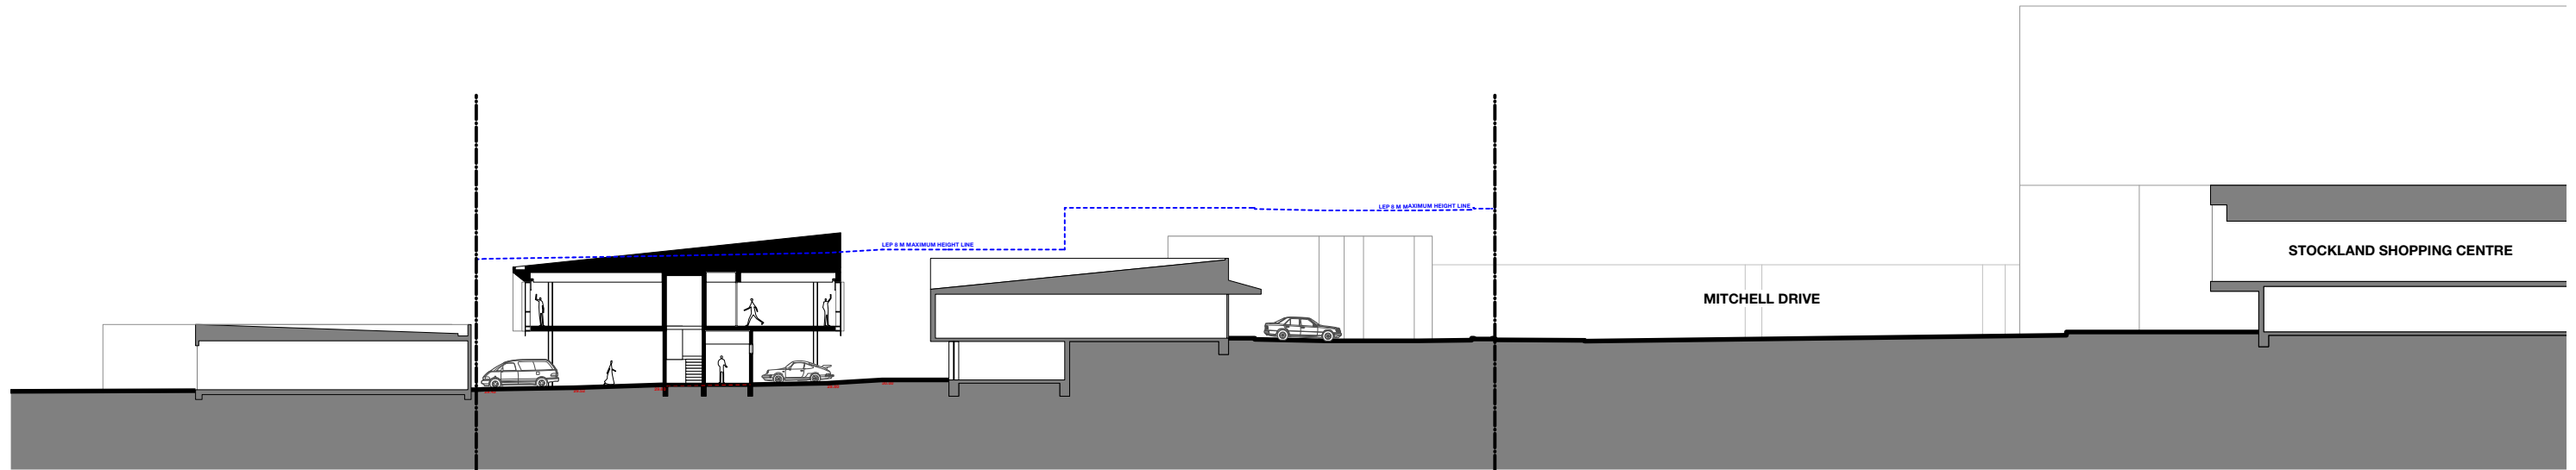 LEP 8 M MAXIMUM HEIGHT LINE
LEP 8 M MAXIMUM HEIGHT LINE
STOCKLAND SHOPPING CENTRE
MITCHELL DRIVE